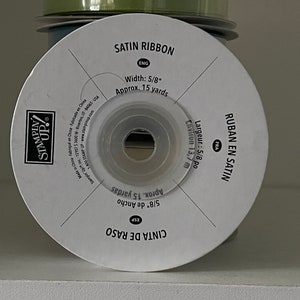 SATIN RIBBON
ENG
Width: 5/8"
Approx. 15 yards
RUBAN EN SATIN
FRA
Largeur : 5/8 po
Environ 13,7 m
CINTA DE RASO
ESP
5/8" de Ancho
Aprox. 15 yardas
STAMPIN' UP!